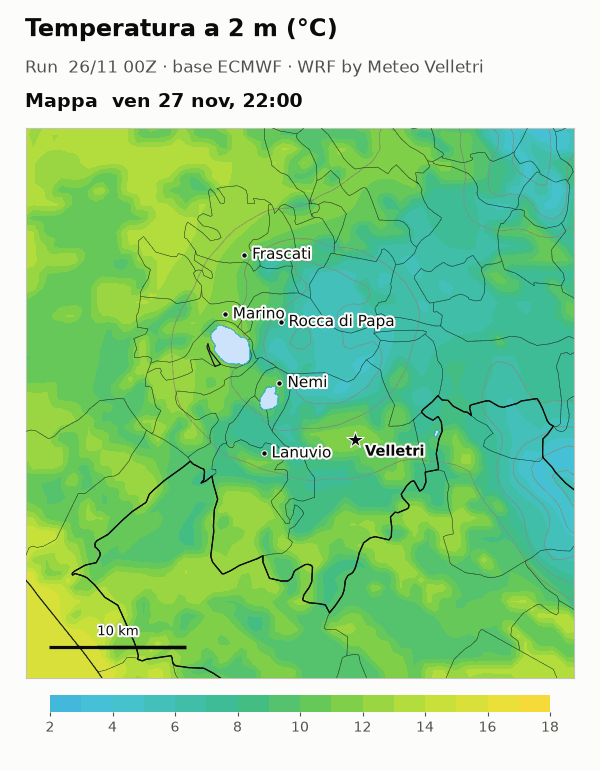 Temperatura a 2 m (°C)
Run  26/11 00Z · base ECMWF · WRF by Meteo Velletri
Mappa  ven 27 nov, 22:00
Frascati
Marino
Rocca di Papa
Nemi
Velletri
Lanuvio
10 km
2 4 6 8 10 12 14 16 18